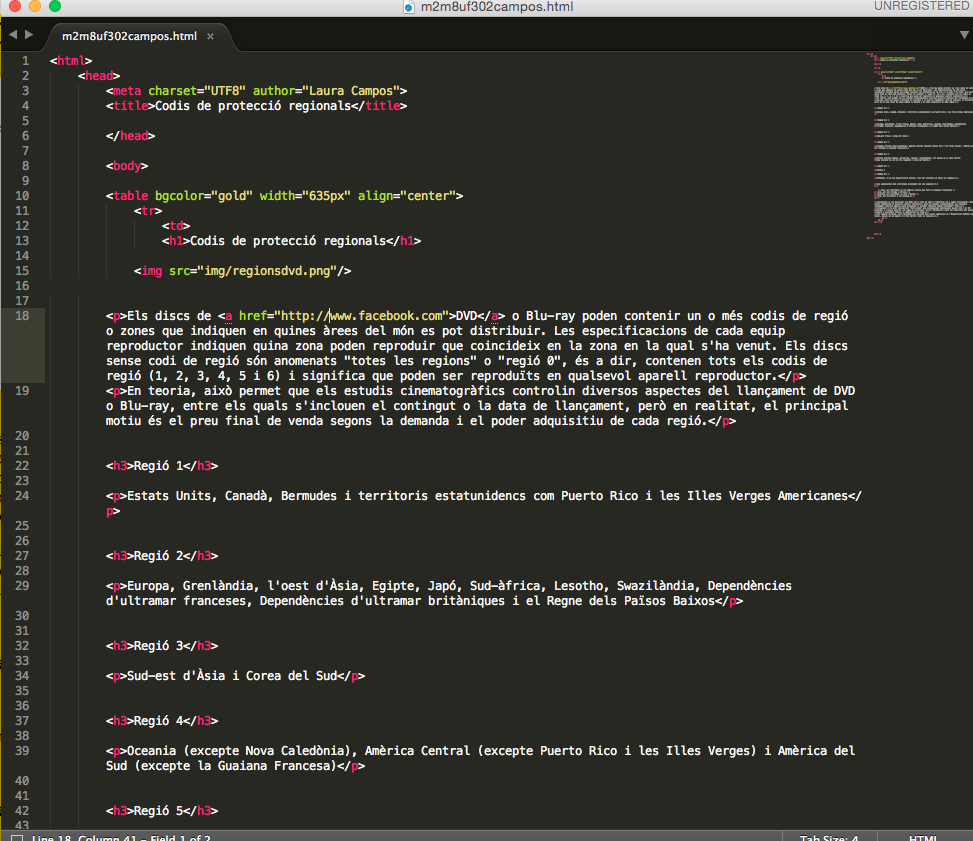 m2m8uf302campos.html
UNREGISTERED
m2m8uf302campos.html ×
1 <html>
2 <head>
3 <meta charset="UTF8" author="Laura Campos">
4 <title>Codis de protecció regionals</title>
5
6 </head>
7
8 <body>
9
10 <table bgcolor="gold" width="635px" align="center">
11 <tr>
12 <td>
13 <h1>Codis de protecció regionals</h1>
14
15 <img src="img/regionsdvd.png"/>
16
17
18 <p>Els discs de <a href="http://www.facebook.com">DVD</a> o Blu-ray poden contenir un o més codis de regió
o zones que indiquen en quines àrees del món es pot distribuir. Les especificacions de cada equip
reproductor indiquen quina zona poden reproduir que coincideix en la zona en la qual s'ha venut. Els discs
sense codi de regió són anomenats "totes les regions" o "regió 0", és a dir, contenen tots els codis de
regió (1, 2, 3, 4, 5 i 6) i significa que poden ser reproduïts en qualsevol aparell reproductor.</p>
19 <p>En teoria, això permet que els estudis cinematogràfics controlin diversos aspectes del llançament de DVD
o Blu-ray, entre els quals s'inclouen el contingut o la data de llançament, però en realitat, el principal
motiu és el preu final de venda segons la demanda i el poder adquisitiu de cada regió.</p>
20
21
22 <h3>Regió 1</h3>
23
24 <p>Estats Units, Canadà, Bermudes i territoris estatunidencs com Puerto Rico i les Illes Verges Americanes</
p>
25
26
27 <h3>Regió 2</h3>
28
29 <p>Europa, Grenlàndia, l'oest d'Àsia, Egipte, Japó, Sud-àfrica, Lesotho, Swazilàndia, Dependències
d'ultramar franceses, Dependències d'ultramar britàniques i el Regne dels Països Baixos</p>
30
31
32 <h3>Regió 3</h3>
33
34 <p>Sud-est d'Àsia i Corea del Sud</p>
35
36
37 <h3>Regió 4</h3>
38
39 <p>Oceania (excepte Nova Caledònia), Amèrica Central (excepte Puerto Rico i les Illes Verges) i Amèrica del
Sud (excepte la Guaiana Francesa)</p>
40
41
42 <h3>Regió 5</h3>
43
Line 18, Column 41 – Field 1 of 2
Tab Size: 4
HTML